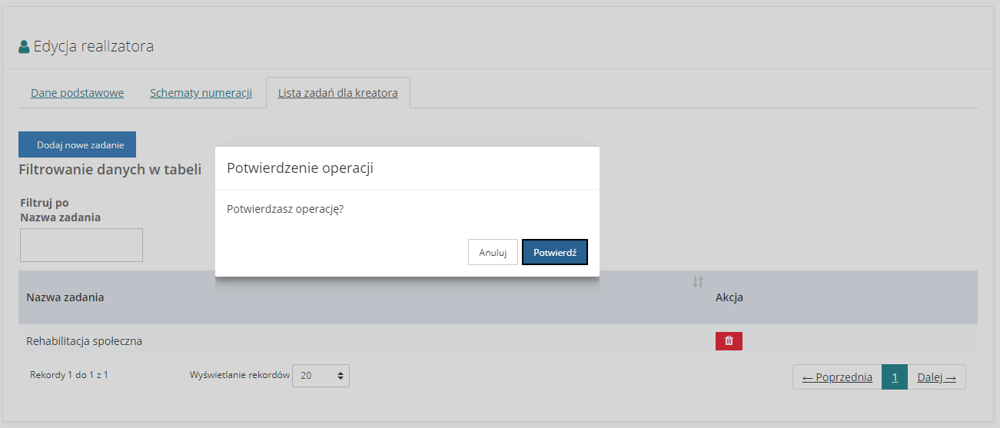 Edycja realizatora
Dane podstawowe
Schematy numeracji
Lista zadań dla kreatora
Dodaj nowe zadanie
Filtrowanie danych w tabeli
Filtruj po
Nazwa zadania
Potwierdzenie operacji
Potwierdzasz operację?
Anuluj
Potwierdź
Nazwa zadania
Akcja
Rehabilitacja społeczna
Rekordy 1 do 1 z 1
Wyświetlanie rekordów 20
← Poprzednia
1
Dalej →